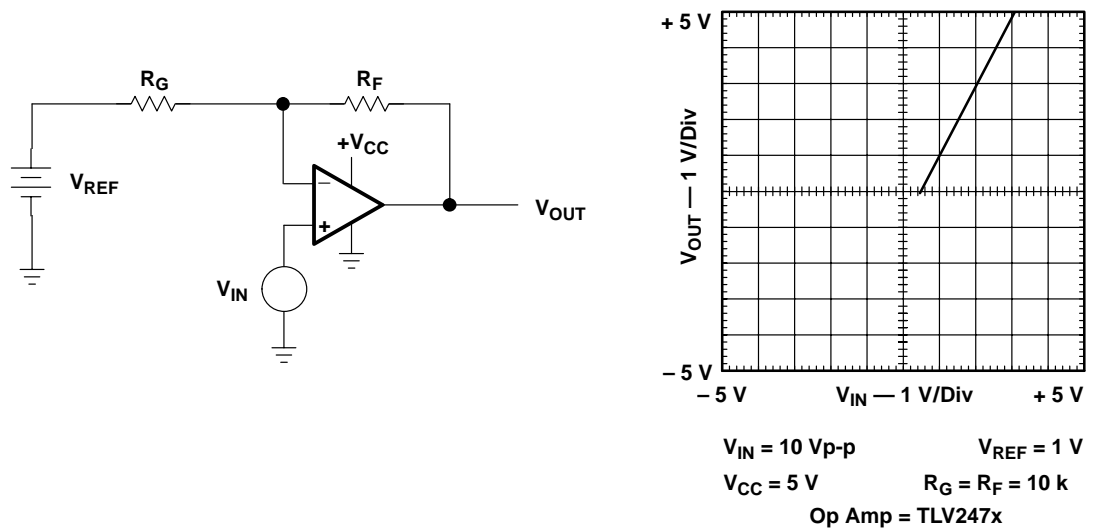 R_G
R_F
+V_CC
V_REF
–
+
V_OUT
V_IN
+ 5 V
V_OUT — 1 V/Div
– 5 V
– 5 V
V_IN — 1 V/Div
+ 5 V
V_IN = 10 Vp-p
V_REF = 1 V
V_CC = 5 V
R_G = R_F = 10 k
Op Amp = TLV247x